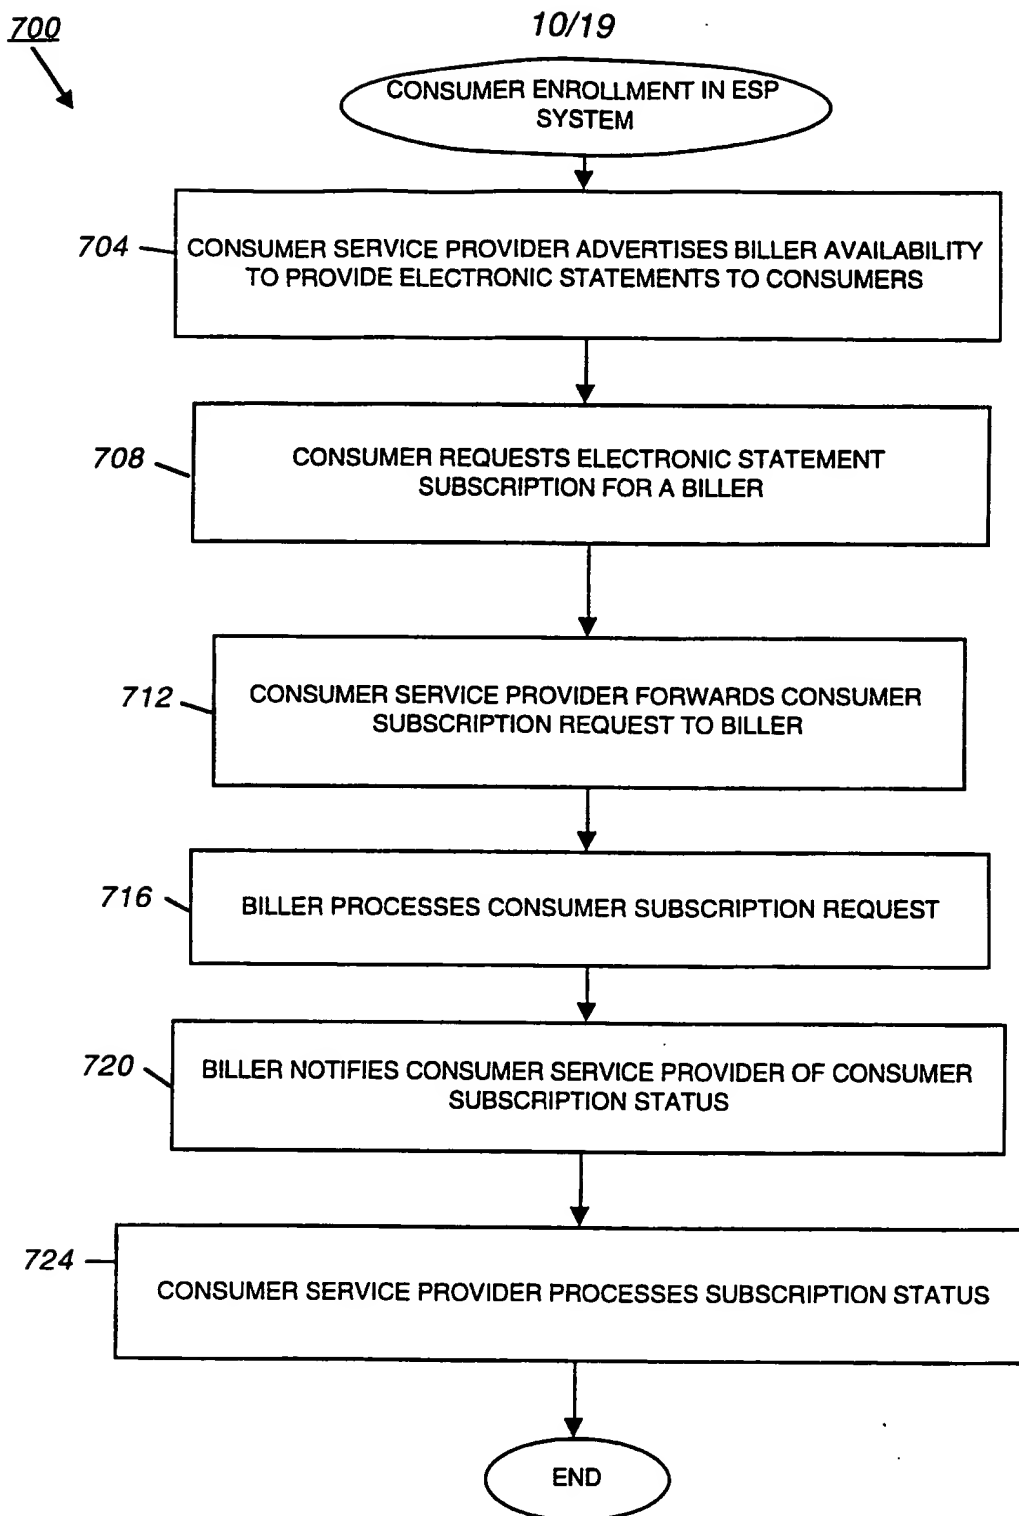 700
10/19
CONSUMER ENROLLMENT IN ESP
SYSTEM
704
CONSUMER SERVICE PROVIDER ADVERTISES BILLER AVAILABILITY
TO PROVIDE ELECTRONIC STATEMENTS TO CONSUMERS
708
CONSUMER REQUESTS ELECTRONIC STATEMENT
SUBSCRIPTION FOR A BILLER
712
CONSUMER SERVICE PROVIDER FORWARDS CONSUMER
SUBSCRIPTION REQUEST TO BILLER
716
BILLER PROCESSES CONSUMER SUBSCRIPTION REQUEST
720
BILLER NOTIFIES CONSUMER SERVICE PROVIDER OF CONSUMER
SUBSCRIPTION STATUS
724
CONSUMER SERVICE PROVIDER PROCESSES SUBSCRIPTION STATUS
END